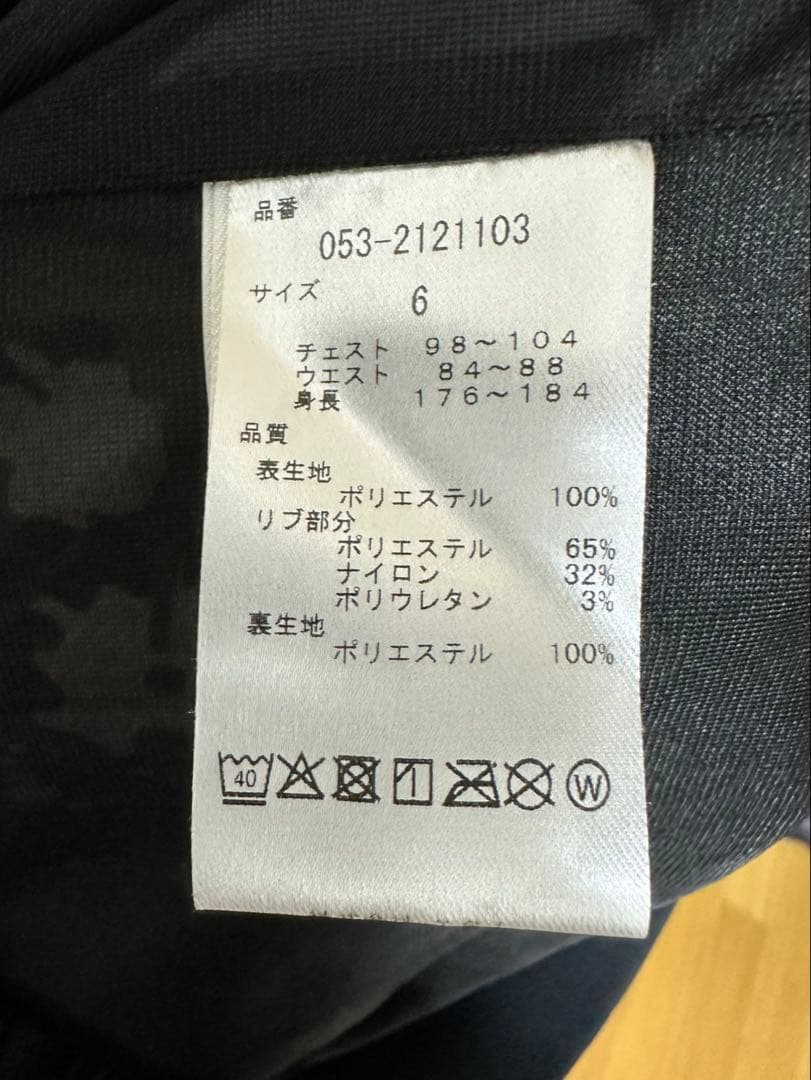 品番
053-2121103
サイズ 6
チェスト 98～104
ウエスト 84～88
身長 176～184
品質
表生地
ポリエステル 100%
リブ部分
ポリエステル 65%
ナイロン 32%
ポリウレタン 3%
裏生地
ポリエステル 100%
40 W